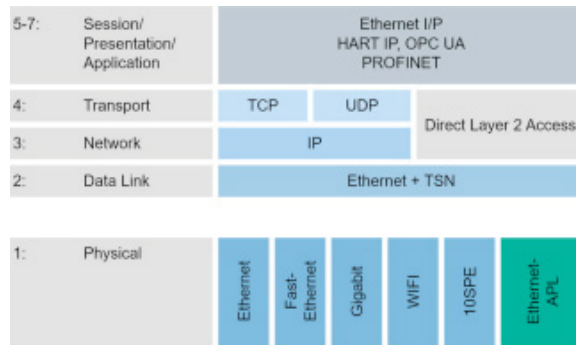 5-7: Session/ Ethernet I/P
Presentation/ HART IP, OPC UA
Application PROFINET
4: Transport TCP UDP
Direct Layer 2 Access
3: Network IP
2: Data Link Ethernet + TSN
1: Physical
Ethernet
Fast-
Ethernet
Gigabit
WIFI
10SPE
Ethernet-
APL